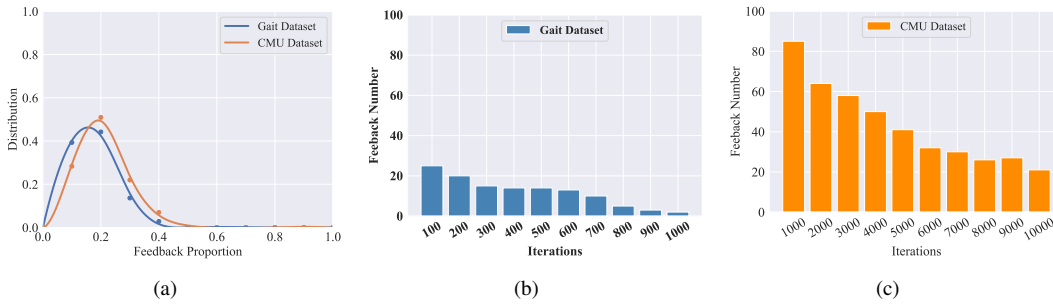 1.0
0.8
0.6
0.4
0.2
0.0
Distribution
0.0 0.2 0.4 0.6 0.8 1.0
Feedback Proportion
Gait Dataset
CMU Dataset
(a)
100
80
60
40
20
0
Feebback Number
Gait Dataset
100 200 300 400 500 600 700 800 900 1000
Iterations
(b)
100
80
60
40
20
0
Feeback Number
CMU Dataset
1000 2000 3000 4000 5000 6000 7000 8000 9000 10000
Iterations
(c)